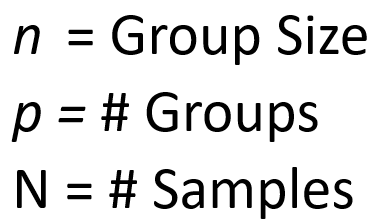 n = Group Size
p = # Groups
N = # Samples